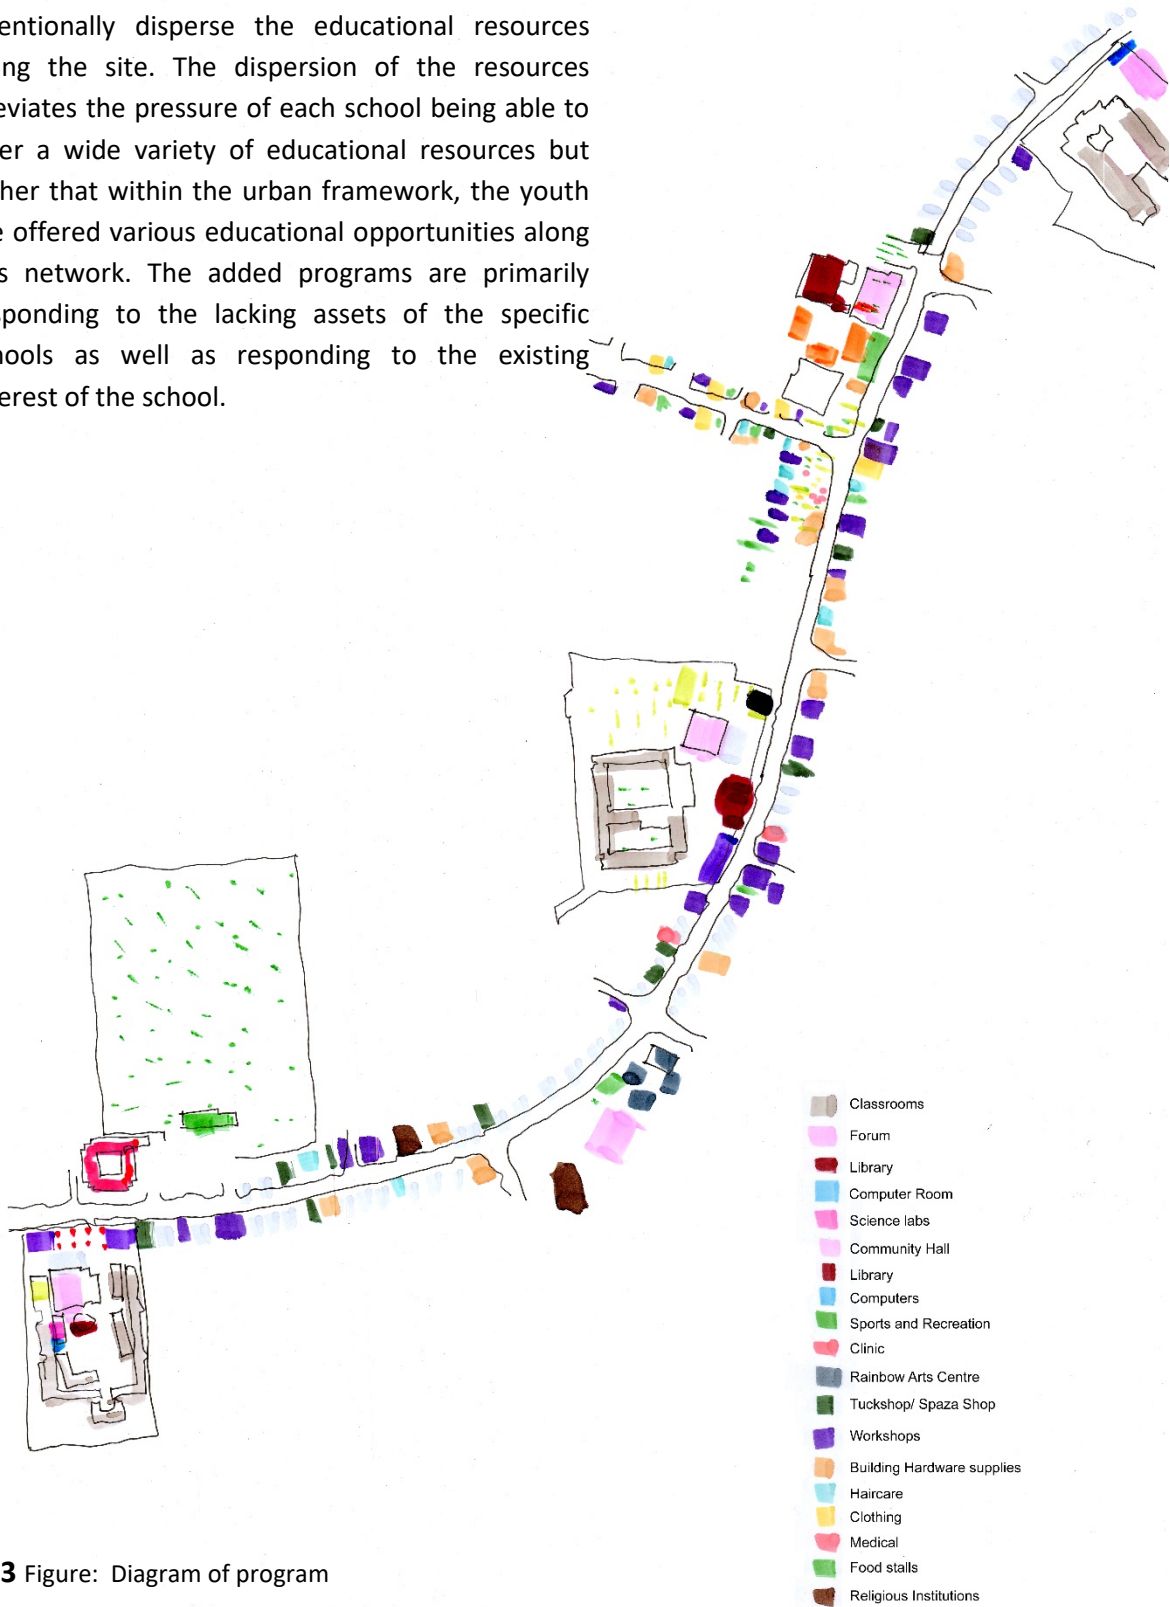 entionally disperse the educational resources
ng the site. The dispersion of the resources
eviates the pressure of each school being able to
er a wide variety of educational resources but
her that within the urban framework, the youth
e offered various educational opportunities along
s network. The added programs are primarily
sponding to the lacking assets of the specific
hools as well as responding to the existing
erest of the school.
Classrooms
Forum
Library
Computer Room
Science labs
Community Hall
Library
Computers
Sports and Recreation
Clinic
Rainbow Arts Centre
Tuckshop/ Spaza Shop
Workshops
Building Hardware supplies
Haircare
Clothing
Medical
Food stalls
Religious Institutions
3 Figure: Diagram of program